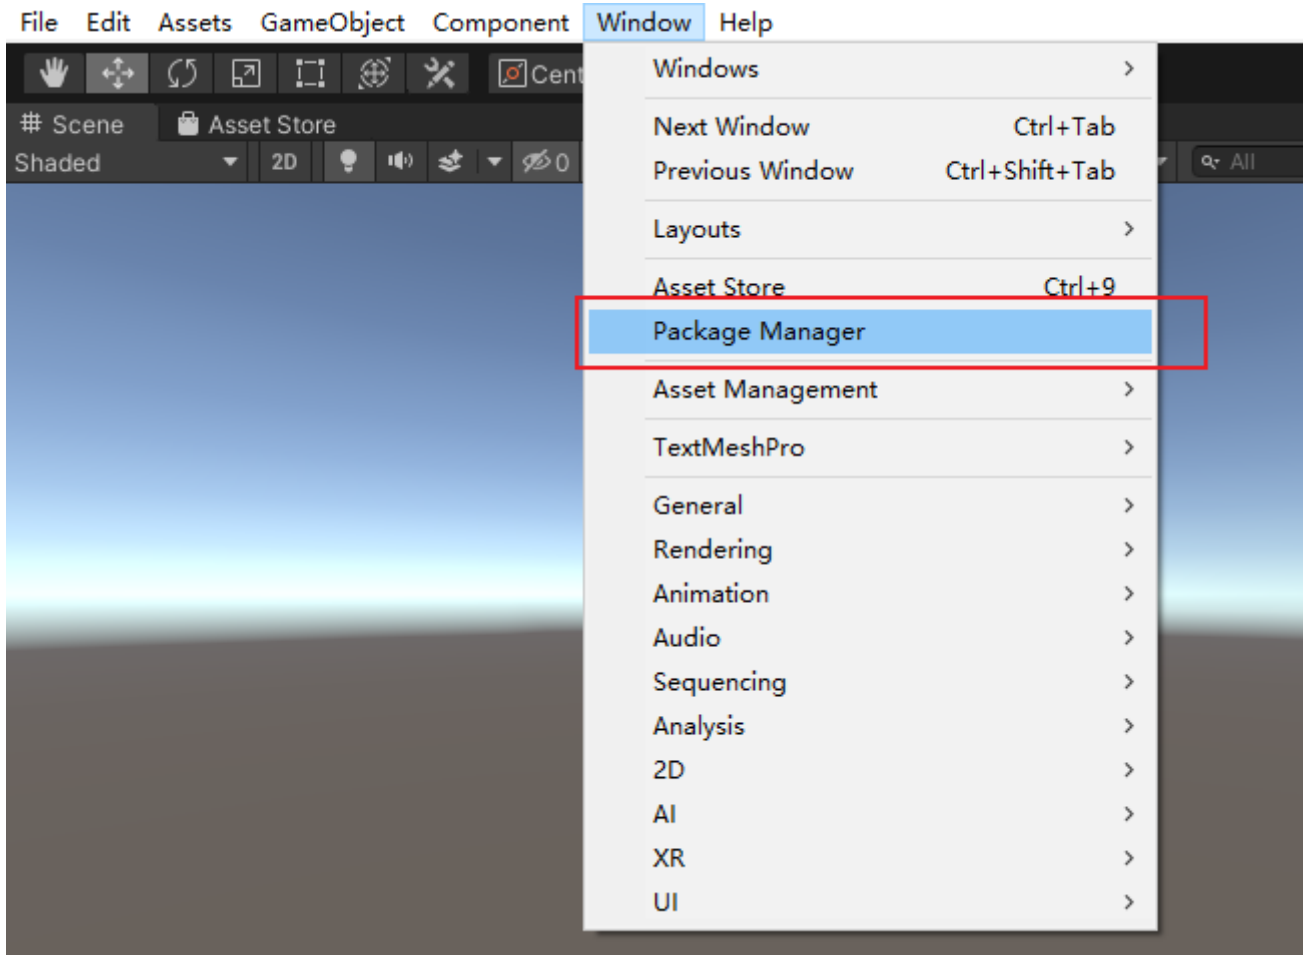 File Edit Assets GameObject Component Window Help
Cent
Scene Asset Store
Shaded 2D 0 All
Windows
Next Window Ctrl+Tab
Previous Window Ctrl+Shift+Tab
Layouts
Asset Store Ctrl+9
Package Manager
Asset Management
TextMeshPro
General
Rendering
Animation
Audio
Sequencing
Analysis
2D
AI
XR
UI